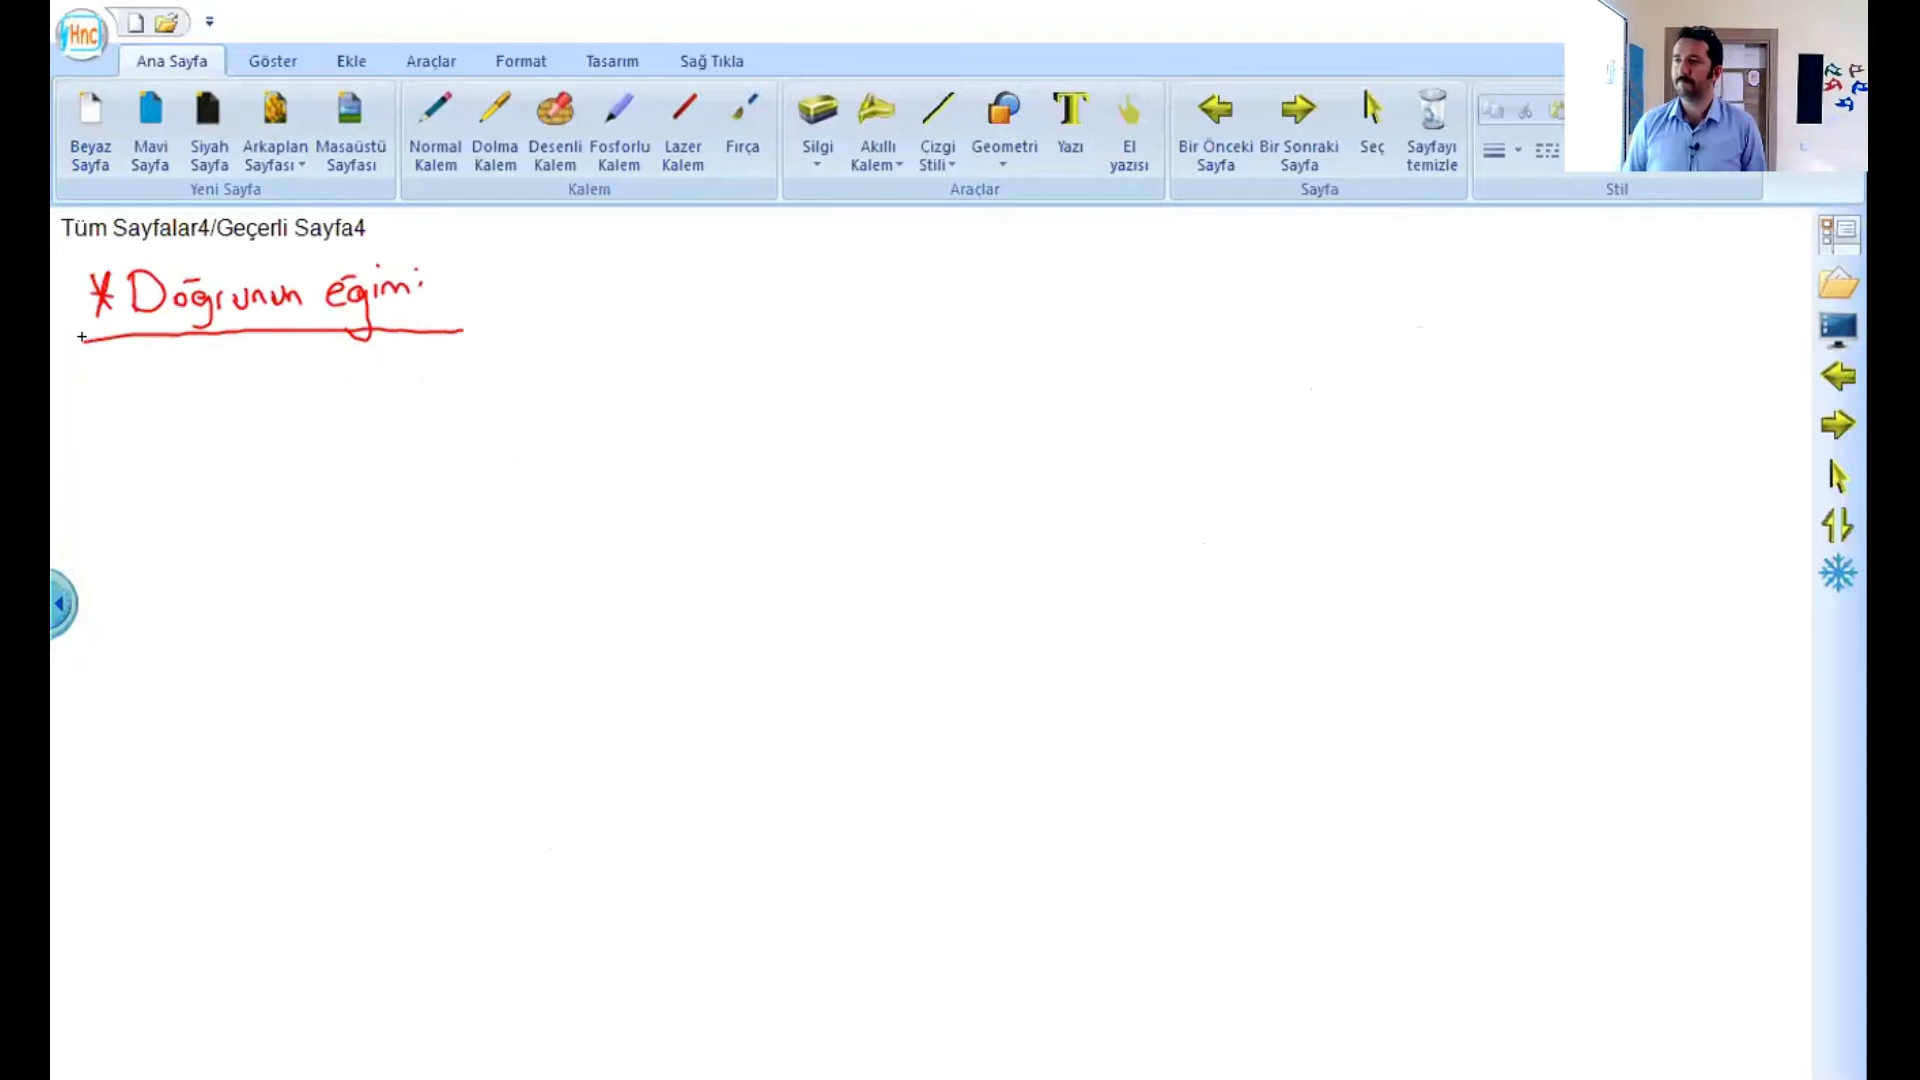 Hnc
Ana Sayfa Göster Ekle Araçlar Format Tasarım Sağ Tıkla
Beyaz Sayfa Mavi Sayfa Siyah Sayfa Arkaplan Sayfası Masaüstü Sayfası
Normal Kalem Dolma Kalem Desenli Kalem Fosforlu Kalem Lazer Kalem Fırça
Silgi Akıllı Kalem Çizgi Stili Geometri Yazı El yazısı
Bir Önceki Sayfa Bir Sonraki Sayfa Seç Sayfayı temizle
Yeni Sayfa Kalem Araçlar Sayfa Stil
Tüm Sayfalar4/Geçerli Sayfa4
* Doğrunun eğim: